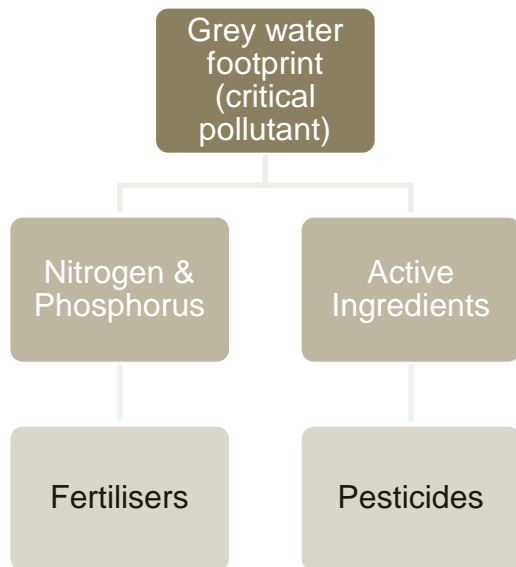 Grey water
footprint
(critical
pollutant)
Nitrogen &
Phosphorus
Active
Ingredients
Fertilisers
Pesticides